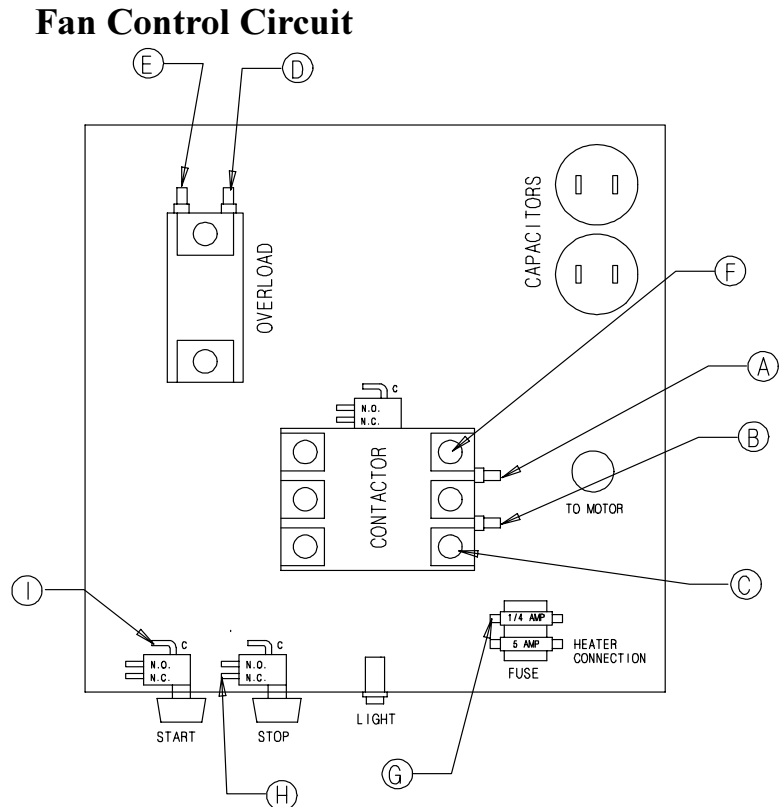 Fan Control Circuit
E
D
CAPACITORS
OVERLOAD
F
A
C
N.O.
N.C.
B
CONTACTOR
TO MOTOR
C
I
C
C
1/4 AMP
N.O.
N.O.
5 AMP
HEATER
N.C.
N.C.
CONNECTION
FUSE
LIGHT
START
STOP
G
H